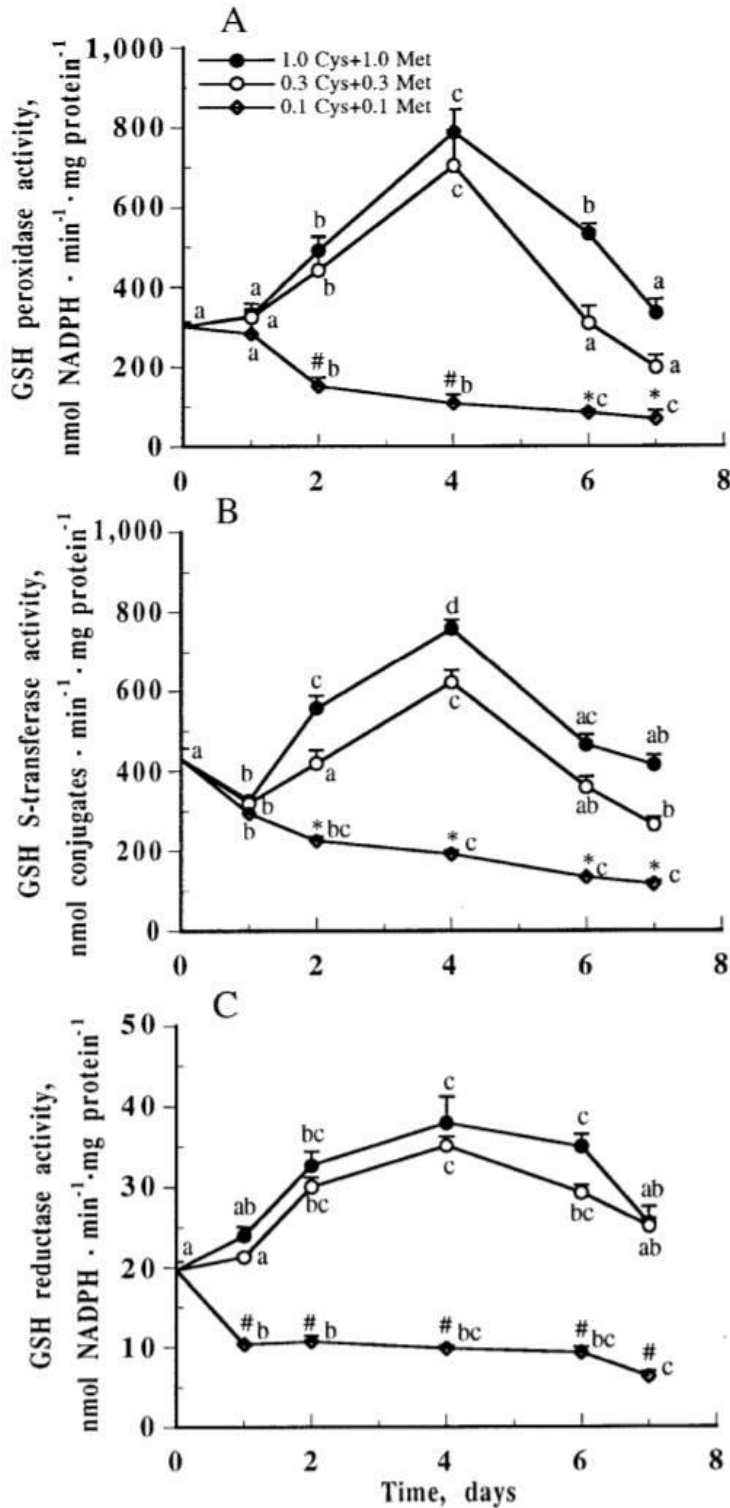 A
1,000
800
600
400
200
0
GSH peroxidase activity,
nmol NADPH · min⁻¹·mg protein⁻¹
1.0 Cys+1.0 Met
0.3 Cys+0.3 Met
0.1 Cys+0.1 Met
c
b
b
a
a
a
a
c
b
a
a
a
#b
#b
*c
* c
0 2 4 6 8
B
1,000
800
600
400
200
0
GSH S-transferase activity,
nmol conjugates · min⁻¹·mg protein⁻¹
d
c
ac
ab
b
a
c
a
b
ab
b
b
*bc
* c
*c
* c
0 2 4 6 8
C
50
40
30
20
10
0
GSH reductase activity,
nmol NADPH · min⁻¹·mg protein⁻¹
c
c
bc
ab
ab
a
c
bc
bc
a
ab
# b
# b
# bc
# bc
# c
0 2 4 6 8
Time, days